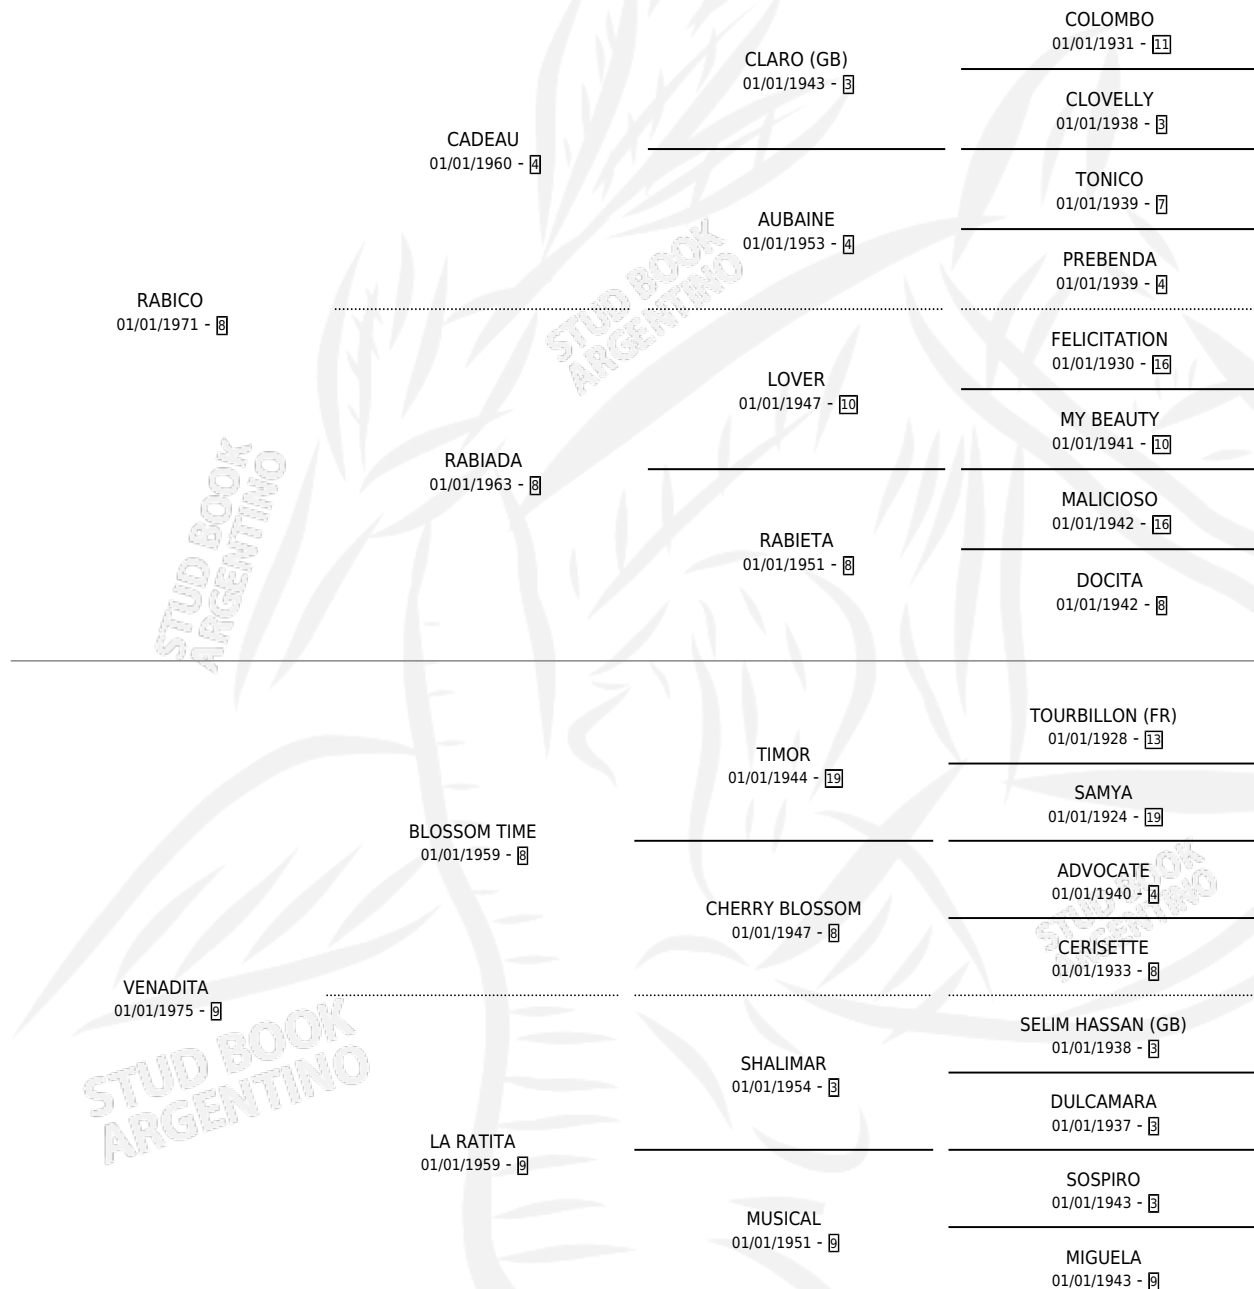 COLOMBO
01/01/1931 - 11
CLARO (GB)
01/01/1943 - 3
CLOVELLY
01/01/1938 - 3
CADEAU
01/01/1960 - 4
TONICO
01/01/1939 - 7
AUBAINE
01/01/1953 - 4
PREBENDA
01/01/1939 - 4
RABICO
01/01/1971 - 8
FELICITATION
01/01/1930 - 16
LOVER
01/01/1947 - 10
MY BEAUTY
01/01/1941 - 10
RABIADA
01/01/1963 - 8
MALICIOSO
01/01/1942 - 16
RABIETA
01/01/1951 - 8
DOCITA
01/01/1942 - 8
TOURBILLON (FR)
01/01/1928 - 13
TIMOR
01/01/1944 - 19
SAMYA
01/01/1924 - 19
BLOSSOM TIME
01/01/1959 - 8
ADVOCATE
01/01/1940 - 4
CHERRY BLOSSOM
01/01/1947 - 8
CERISETTE
01/01/1933 - 8
VENADITA
01/01/1975 - 9
SELIM HASSAN (GB)
01/01/1938 - 3
SHALIMAR
01/01/1954 - 3
DULCAMARA
01/01/1937 - 3
LA RATITA
01/01/1959 - 9
SOSPIRO
01/01/1943 - 3
MUSICAL
01/01/1951 - 9
MIGUELA
01/01/1943 - 9
STUD BOOK
ARGENTINO
STUD BOOK
ARGENTINO
STUD BOOK
ARGENTINO
STUD BOOK
ARGENTINO